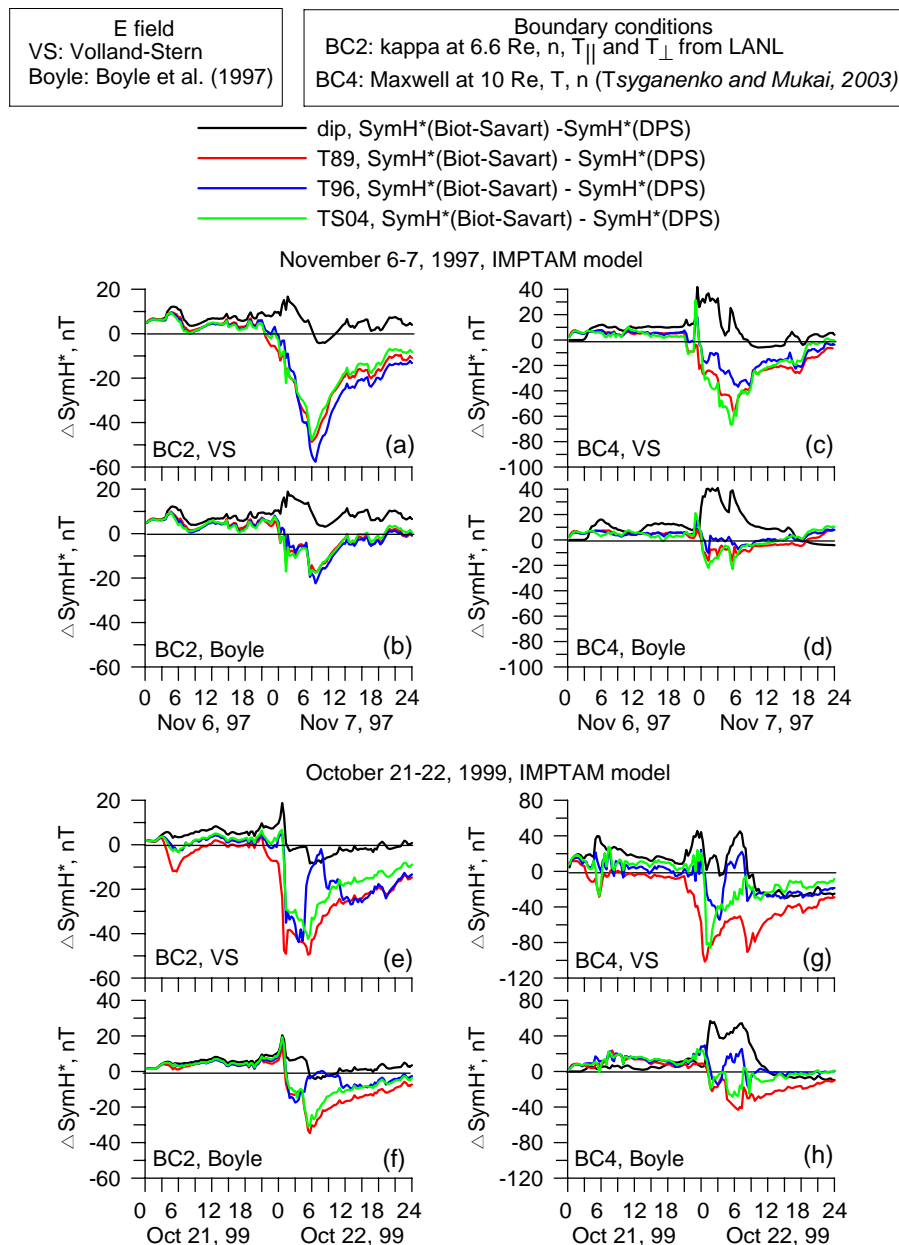 E field
VS: Volland-Stern
Boyle: Boyle et al. (1997)
Boundary conditions
BC2: kappa at 6.6 Re, n, T|| and T⊥ from LANL
BC4: Maxwell at 10 Re, T, n (Tsyganenko and Mukai, 2003)
dip, SymH*(Biot-Savart) -SymH*(DPS)
T89, SymH*(Biot-Savart) - SymH*(DPS)
T96, SymH*(Biot-Savart) - SymH*(DPS)
TS04, SymH*(Biot-Savart) - SymH*(DPS)
November 6-7, 1997, IMPTAM model
△SymH*, nT
20
0
-20
-40
-60
BC2, VS
(a)
△SymH*, nT
40
20
0
-20
-40
-60
-80
-100
BC4, VS
(c)
△SymH*, nT
20
0
-20
-40
-60
BC2, Boyle
(b)
0 6 12 18 0 6 12 18 24
Nov 6, 97 Nov 7, 97
△SymH*, nT
40
20
0
-20
-40
-60
-80
-100
BC4, Boyle
(d)
0 6 12 18 0 6 12 18 24
Nov 6, 97 Nov 7, 97
October 21-22, 1999, IMPTAM model
△SymH*, nT
20
0
-20
-40
-60
BC2, VS
(e)
△SymH*, nT
80
40
0
-40
-80
-120
BC4, VS
(g)
△SymH*, nT
20
0
-20
-40
-60
BC2, Boyle
(f)
0 6 12 18 0 6 12 18 24
Oct 21, 99 Oct 22, 99
△SymH*, nT
80
40
0
-40
-80
-120
BC4, Boyle
(h)
0 6 12 18 0 6 12 18 24
Oct 21, 99 Oct 22, 99